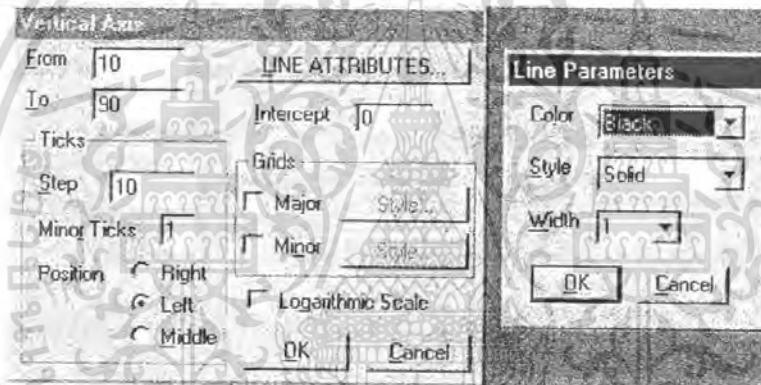 Vertical Axis
From 10
LINE ATTRIBUTES...
To 90
Intercept 0
Ticks
Step 10
Minor Ticks 1
Position Right
Left
Middle
Grids
Major Style...
Minor Style...
Logarithmic Scale
OK Cancel
Line Parameters
Color Black
Style Solid
Width 1
OK Cancel